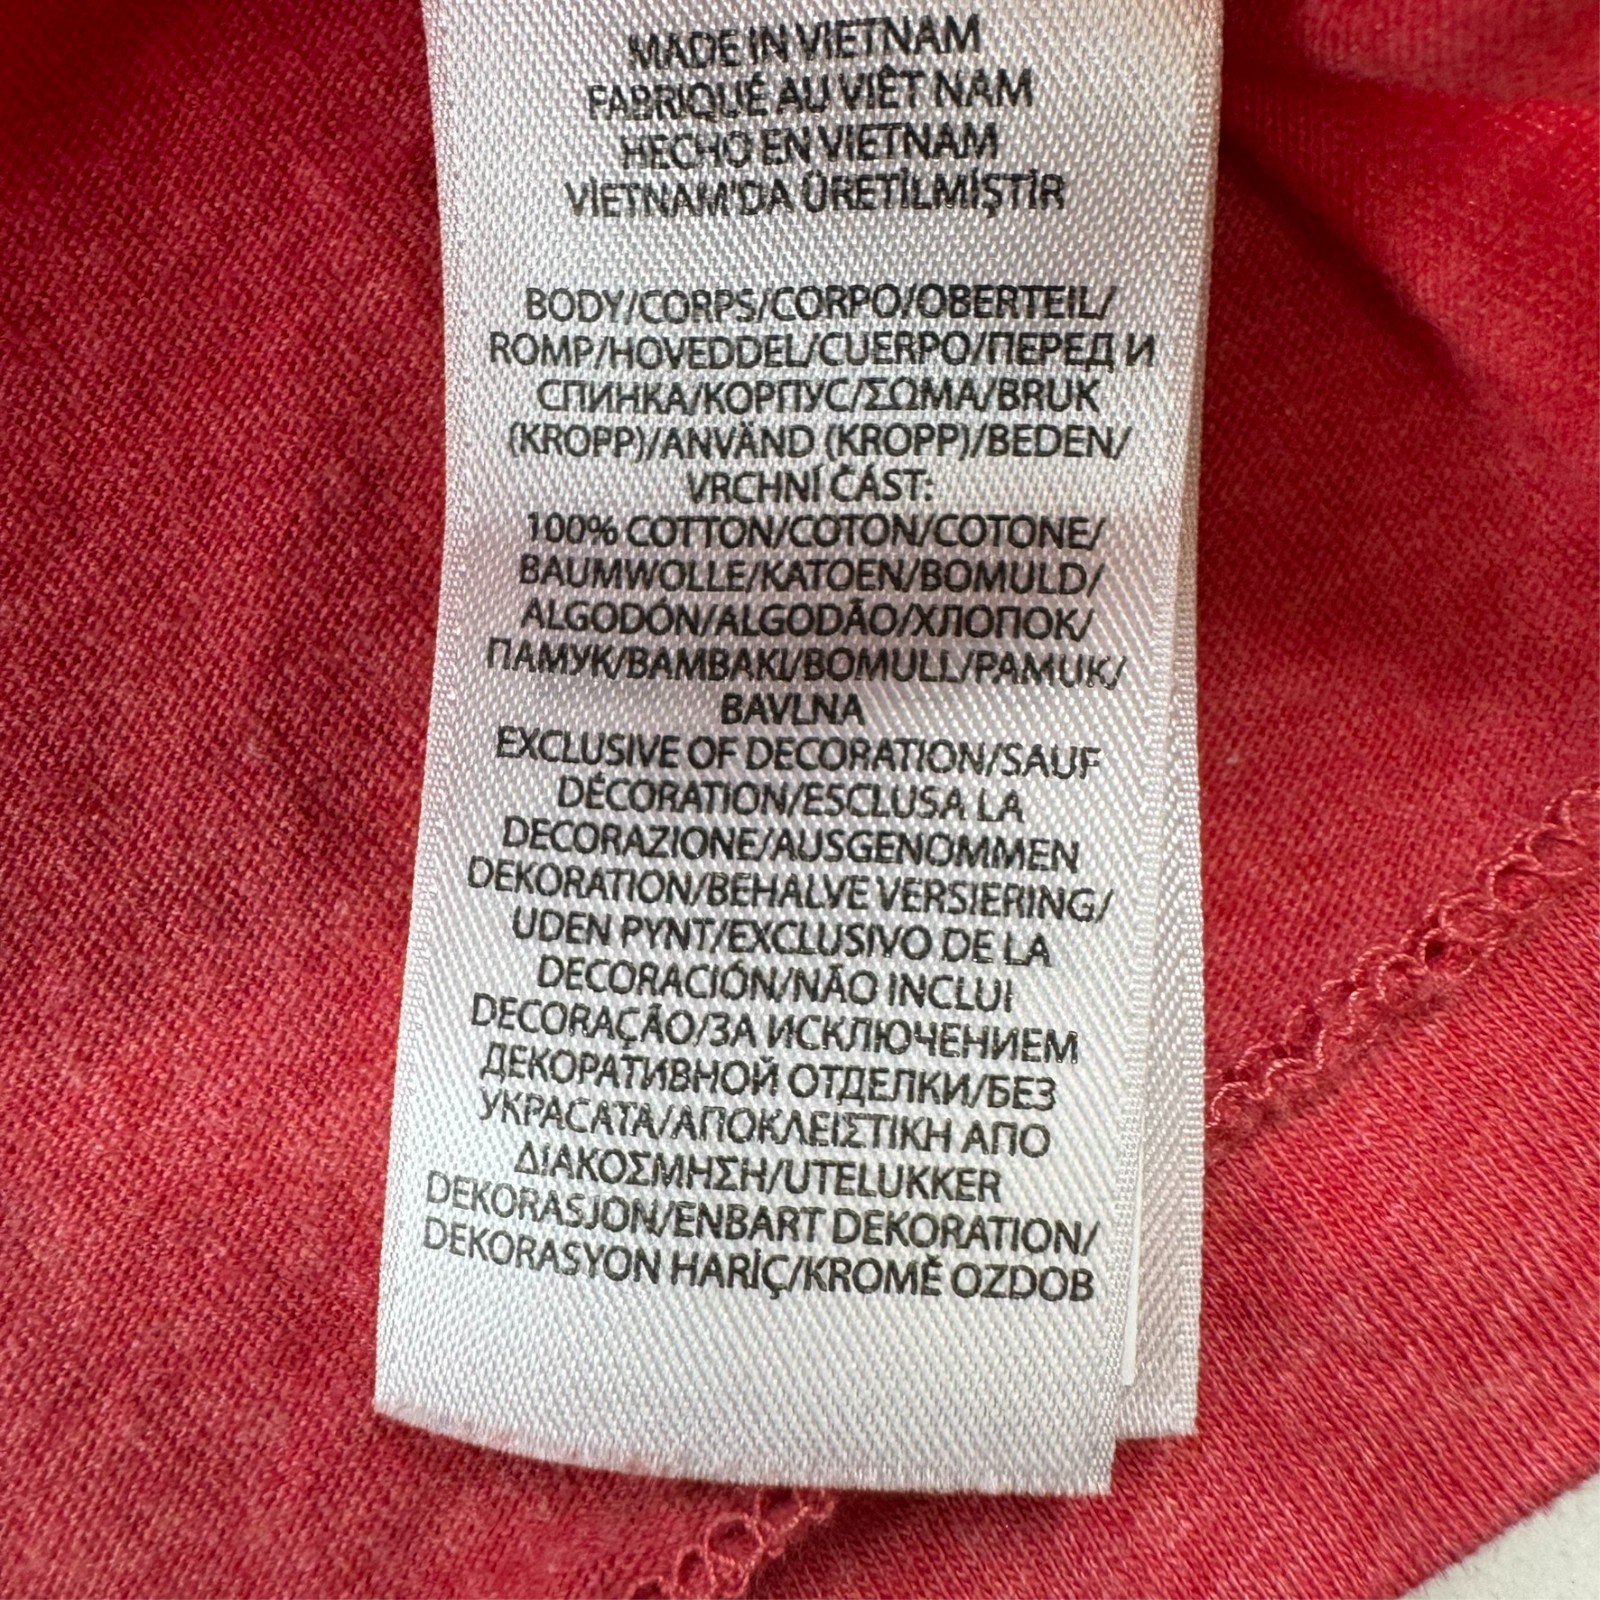 MADE IN VIETNAM
FABRIQUÉ AU VIÊT NAM
HECHO EN VIETNAM
VİETNAM'DA ÜRETİLMİŞTİR
BODY/CORPS/CORPO/OBERTEIL/
ROMP/HOVEDDEL/CUERPO/ПЕРЕД И
СПИНКА/КОРПУС/ΣΩΜΑ/BRUK
(KROPP)/ANVÄND (KROPP)/BEDEN/
VRCHNÍ ČÁST:
100% COTTON/COTON/COTONE/
BAUMWOLLE/KATOEN/BOMULD/
ALGODÓN/ALGODÃO/ХЛОПОК/
ПАМУК/ΒΑΜΒΑΚΙ/BOMULL/PAMUK/
BAVLNA
EXCLUSIVE OF DECORATION/SAUF
DÉCORATION/ESCLUSA LA
DECORAZIONE/AUSGENOMMEN
DEKORATION/BEHALVE VERSIERING/
UDEN PYNT/EXCLUSIVO DE LA
DECORACIÓN/NÃO INCLUI
DECORAÇÃO/ЗА ИСКЛЮЧЕНИЕМ
ДЕКОРАТИВНОЙ ОТДЕЛКИ/БЕЗ
УКРАСАТА/ΑΠΟΚΛΕΙΣΤΙΚΗ ΑΠΟ
ΔΙΑΚΟΣΜΗΣΗ/UTELUKKER
DEKORASJON/ENBART DEKORATION/
DEKORASYON HARİÇ/KROMĚ OZDOB